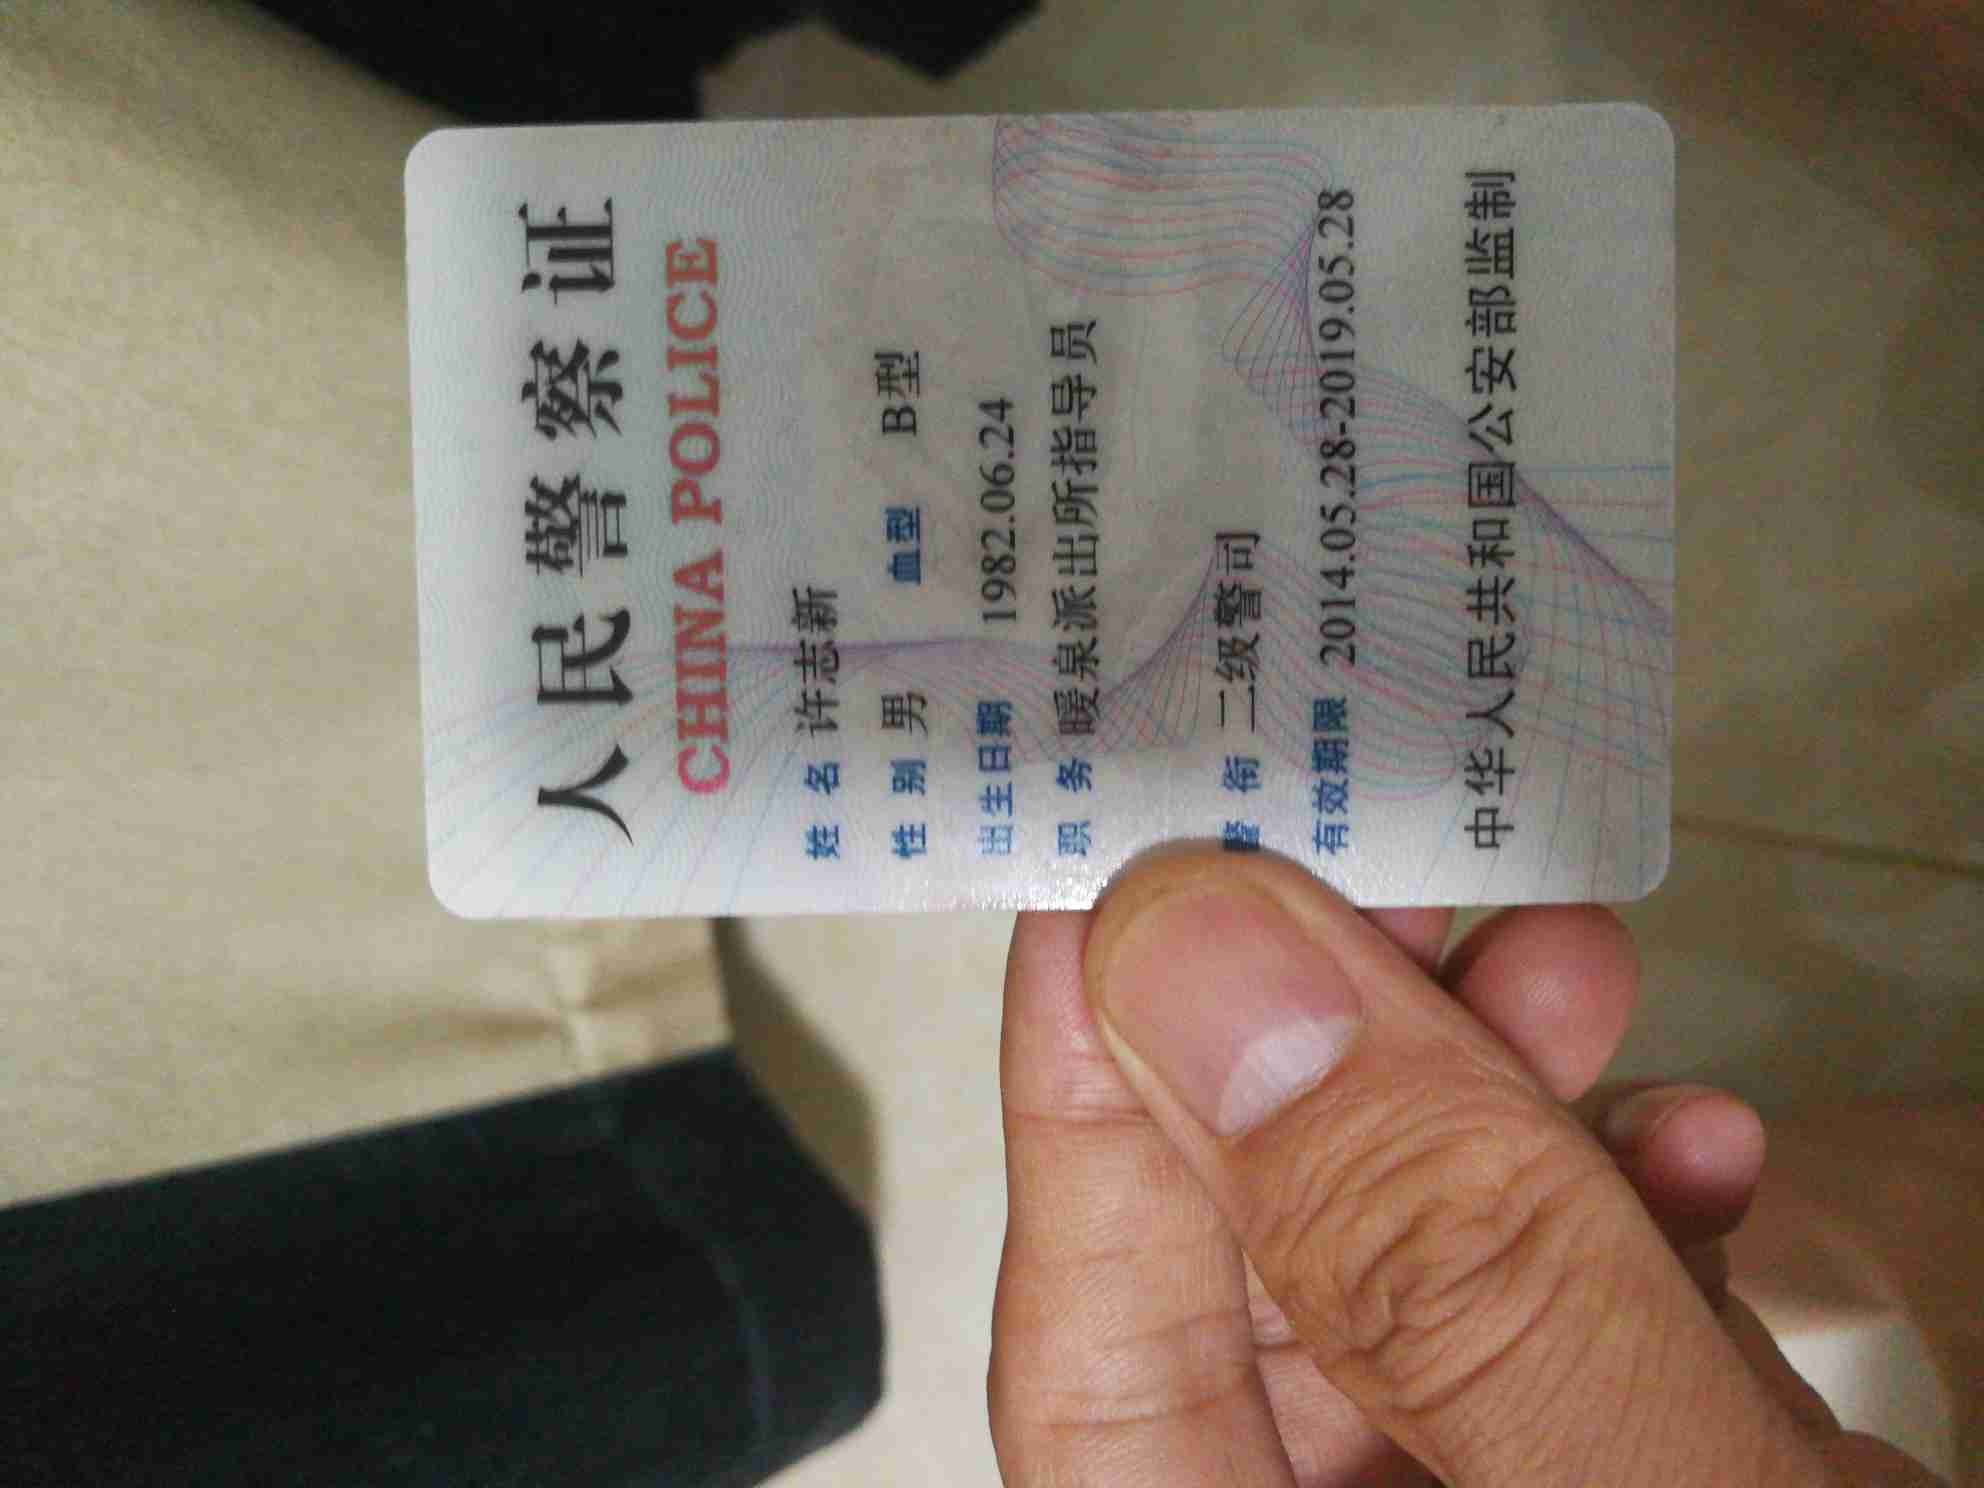 人民警察证
CHINA POLICE
姓 名 许志新
性 别 男 血型 B型
出生日期 1982.06.24
职 务 暖泉派出所指导员
警 衔 二级警司
有效期限 2014.05.28-2019.05.28
中华人民共和国公安部监制